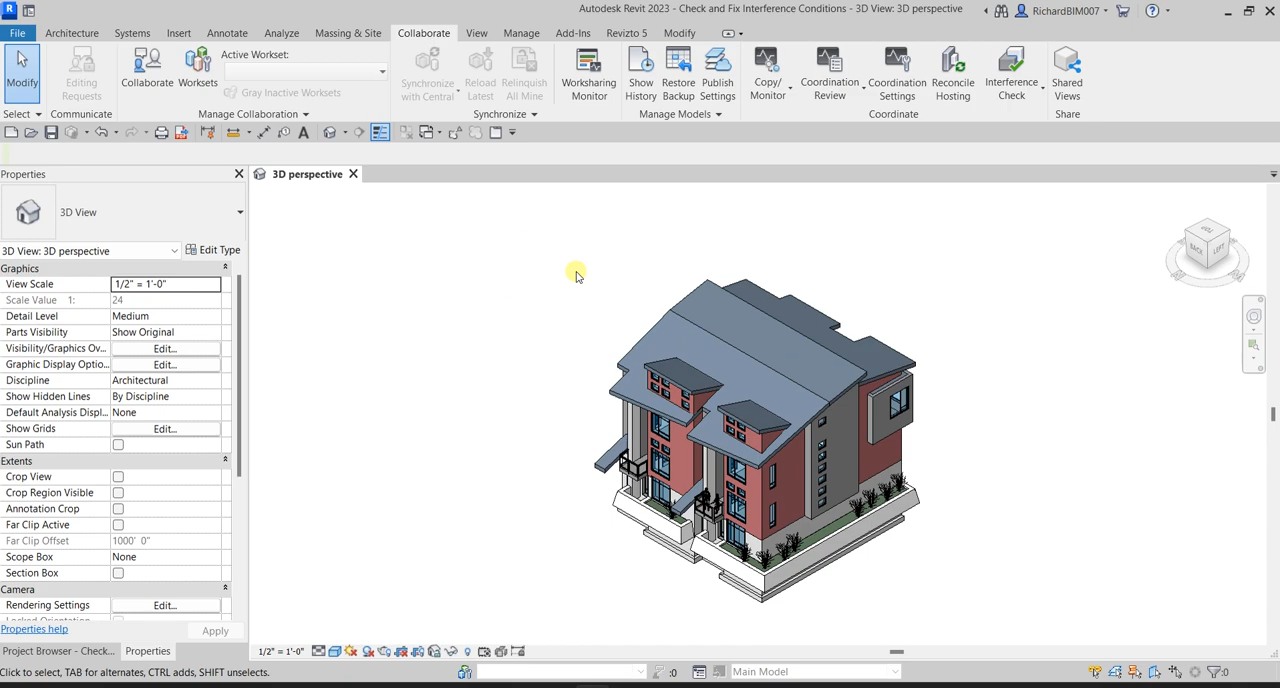 R
Autodesk Revit 2023 - Check and Fix Interference Conditions - 3D View: 3D perspective
RichardBIM007
File Architecture Systems Insert Annotate Analyze Massing & Site Collaborate View Manage Add-Ins Revizto 5 Modify
Modify
Editing
Requests
Collaborate
Worksets
Active Workset:
Gray Inactive Worksets
Synchronize
with Central
Reload
Latest
Relinquish
All Mine
Worksharing
Monitor
Show
History
Restore
Backup
Publish
Settings
Copy/
Monitor
Coordination
Review
Coordination
Settings
Reconcile
Hosting
Interference
Check
Shared
Views
Select Communicate Manage Collaboration Synchronize Manage Models Coordinate Share
A
Properties
3D perspective
3D View
3D View: 3D perspective
Edit Type
Graphics
View Scale 1/2" = 1'-0"
Scale Value 1: 24
Detail Level Medium
Parts Visibility Show Original
Visibility/Graphics Ov... Edit...
Graphic Display Optio... Edit...
Discipline Architectural
Show Hidden Lines By Discipline
Default Analysis Displ... None
Show Grids Edit...
Sun Path
Extents
Crop View
Crop Region Visible
Annotation Crop
Far Clip Active
Far Clip Offset 1000' 0"
Scope Box None
Section Box
Camera
Rendering Settings Edit...
Properties help
Apply
Project Browser - Check... Properties
1/2" = 1'-0"
Click to select, TAB for alternates, CTRL adds, SHIFT unselects.
:0
Main Model
:0
TOP
BACK
LEFT